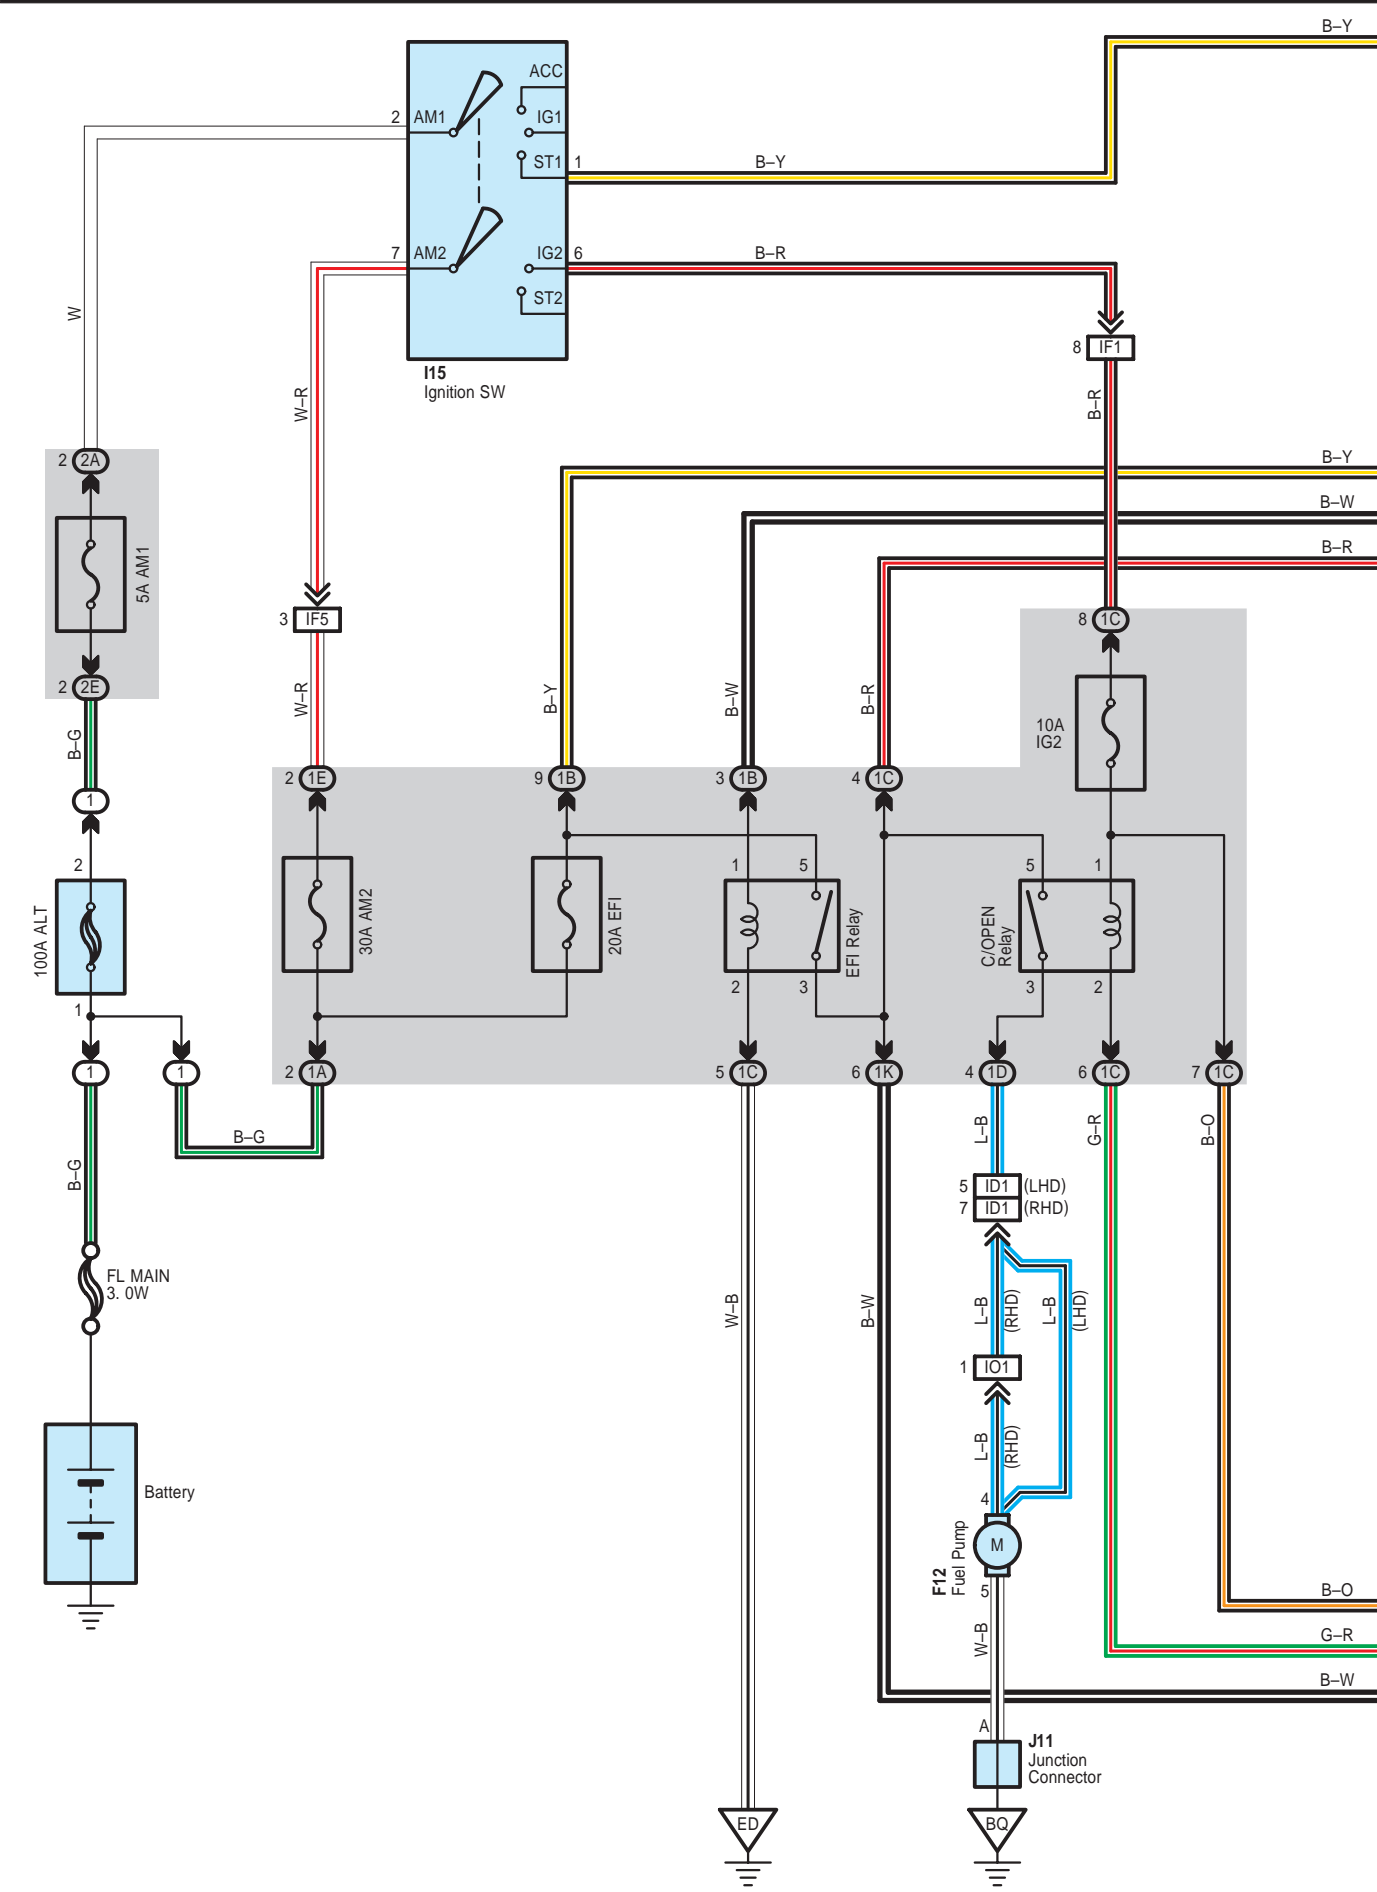 B–Y
ACC
2 AM1
IG1
ST1 1
B–Y
7 AM2
IG2 6
B–R
ST2
W
8 IF1
I15
Ignition SW
W–R
B–R
2 2A
B–Y
B–W
B–R
5A AM1
3 IF5
8 1C
2 2E
W–R
B–Y
B–W
B–R
10A
IG2
B–G
2 1E
9 1B
3 1B
4 1C
1
2
1
5
5
1
100A ALT
30A AM2
20A EFI
EFI Relay
C/OPEN
Relay
2
3
3
2
1
1
1
2 1A
5 1C
6 1K
4 1D
6 1C
7 1C
B–G
B–G
L–B
G–R
B–O
5 ID1 (LHD)
7 ID1 (RHD)
FL MAIN
3. 0W
W–B
B–W
L–B
(RHD)
L–B
(LHD)
1 IO1
L–B
(RHD)
Battery
4
M
F12
Fuel Pump
5
B–O
W–B
G–R
B–W
A
J11
Junction
Connector
ED
BQ